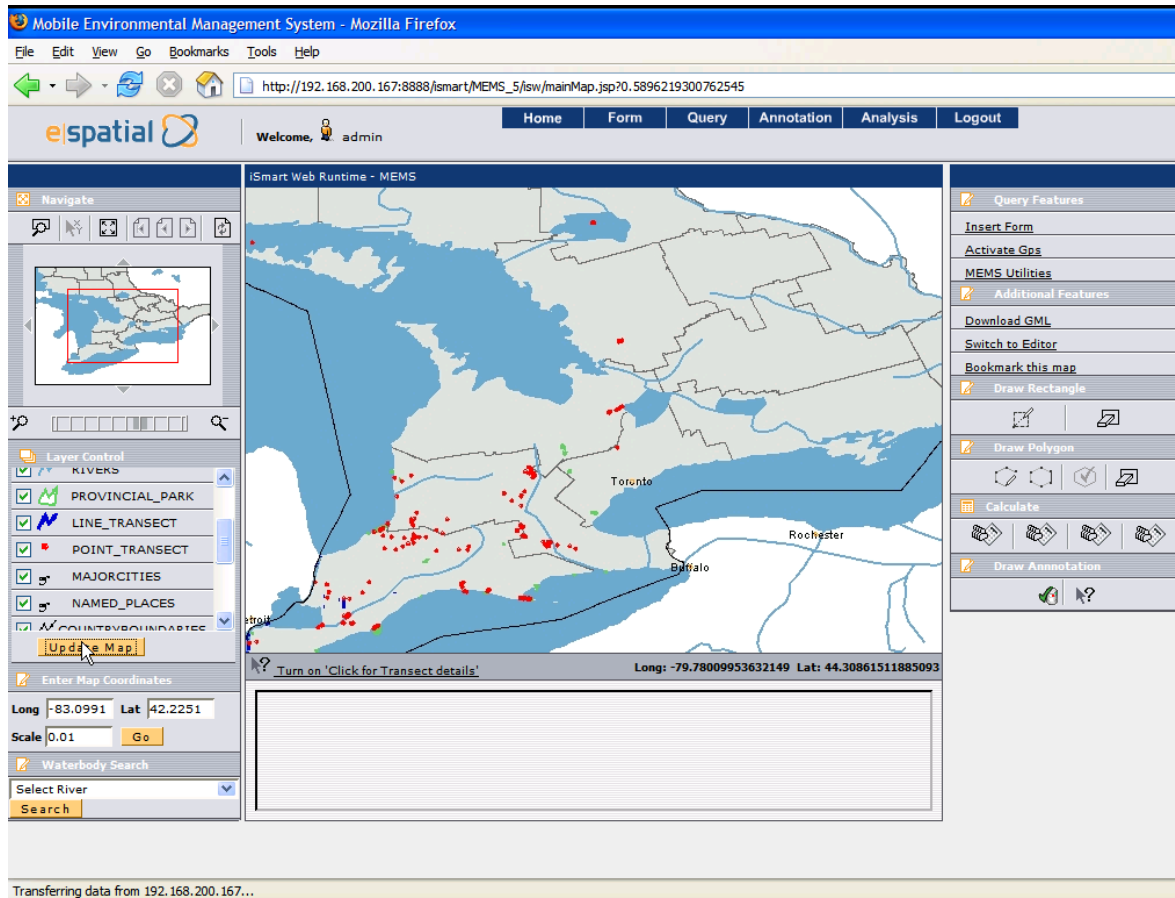 Mobile Environmental Management System - Mozilla Firefox
File Edit View Go Bookmarks Tools Help
http://192.168.200.167:8888/ismart/MEMS_5/isw/mainMap.jsp?0.5896219300762545
e|spatial
Welcome, admin
Home Form Query Annotation Analysis Logout
iSmart Web Runtime - MEMS
Navigate
Layer Control
RIVERS
PROVINCIAL_PARK
LINE_TRANSECT
POINT_TRANSECT
MAJORCITIES
NAMED_PLACES
COUNTRYBOUNDARIES
Update Map
Enter Map Coordinates
Long -83.0991 Lat 42.2251
Scale 0.01 Go
Waterbody Search
Select River
Search
Toronto
Rochester
Buffalo
etroit
Turn on 'Click for Transect details'
Long: -79.78009953632149 Lat: 44.30861511885093
Query Features
Insert Form
Activate Gps
MEMS Utilities
Additional Features
Download GML
Switch to Editor
Bookmark this map
Draw Rectangle
Draw Polygon
Calculate
Draw Annnotation
Transferring data from 192.168.200.167...